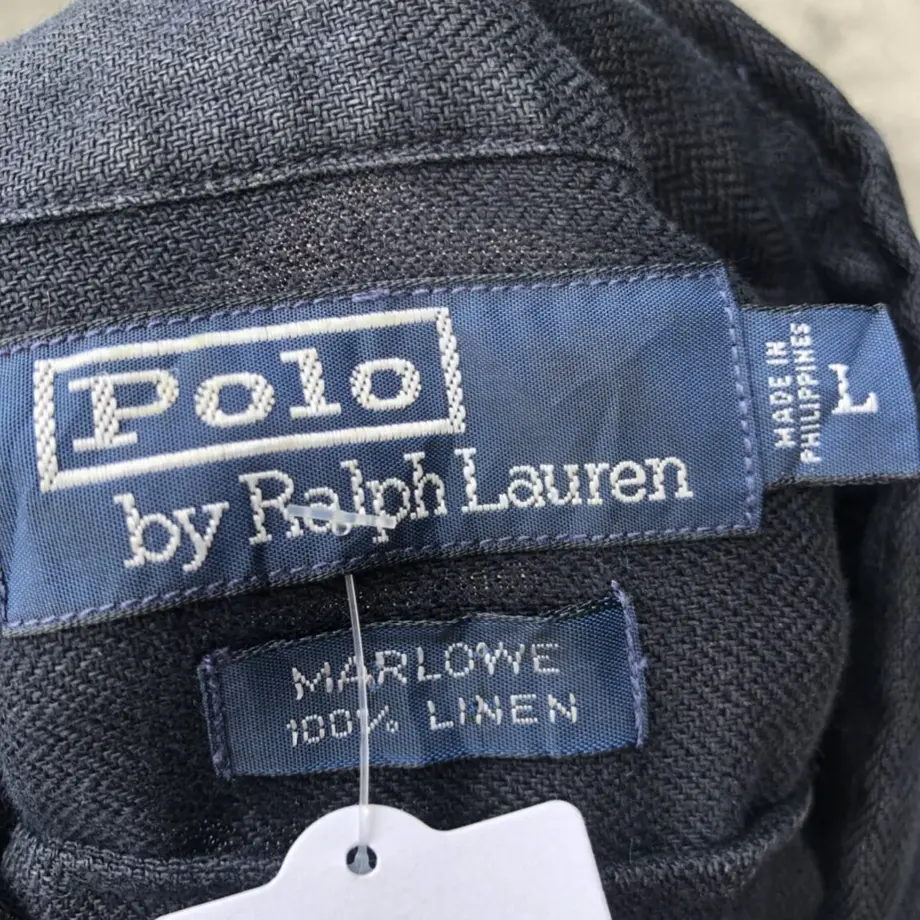 Polo
by Ralph Lauren
MADE IN
PHILIPPINES
L
MARLOWE
100% LINEN